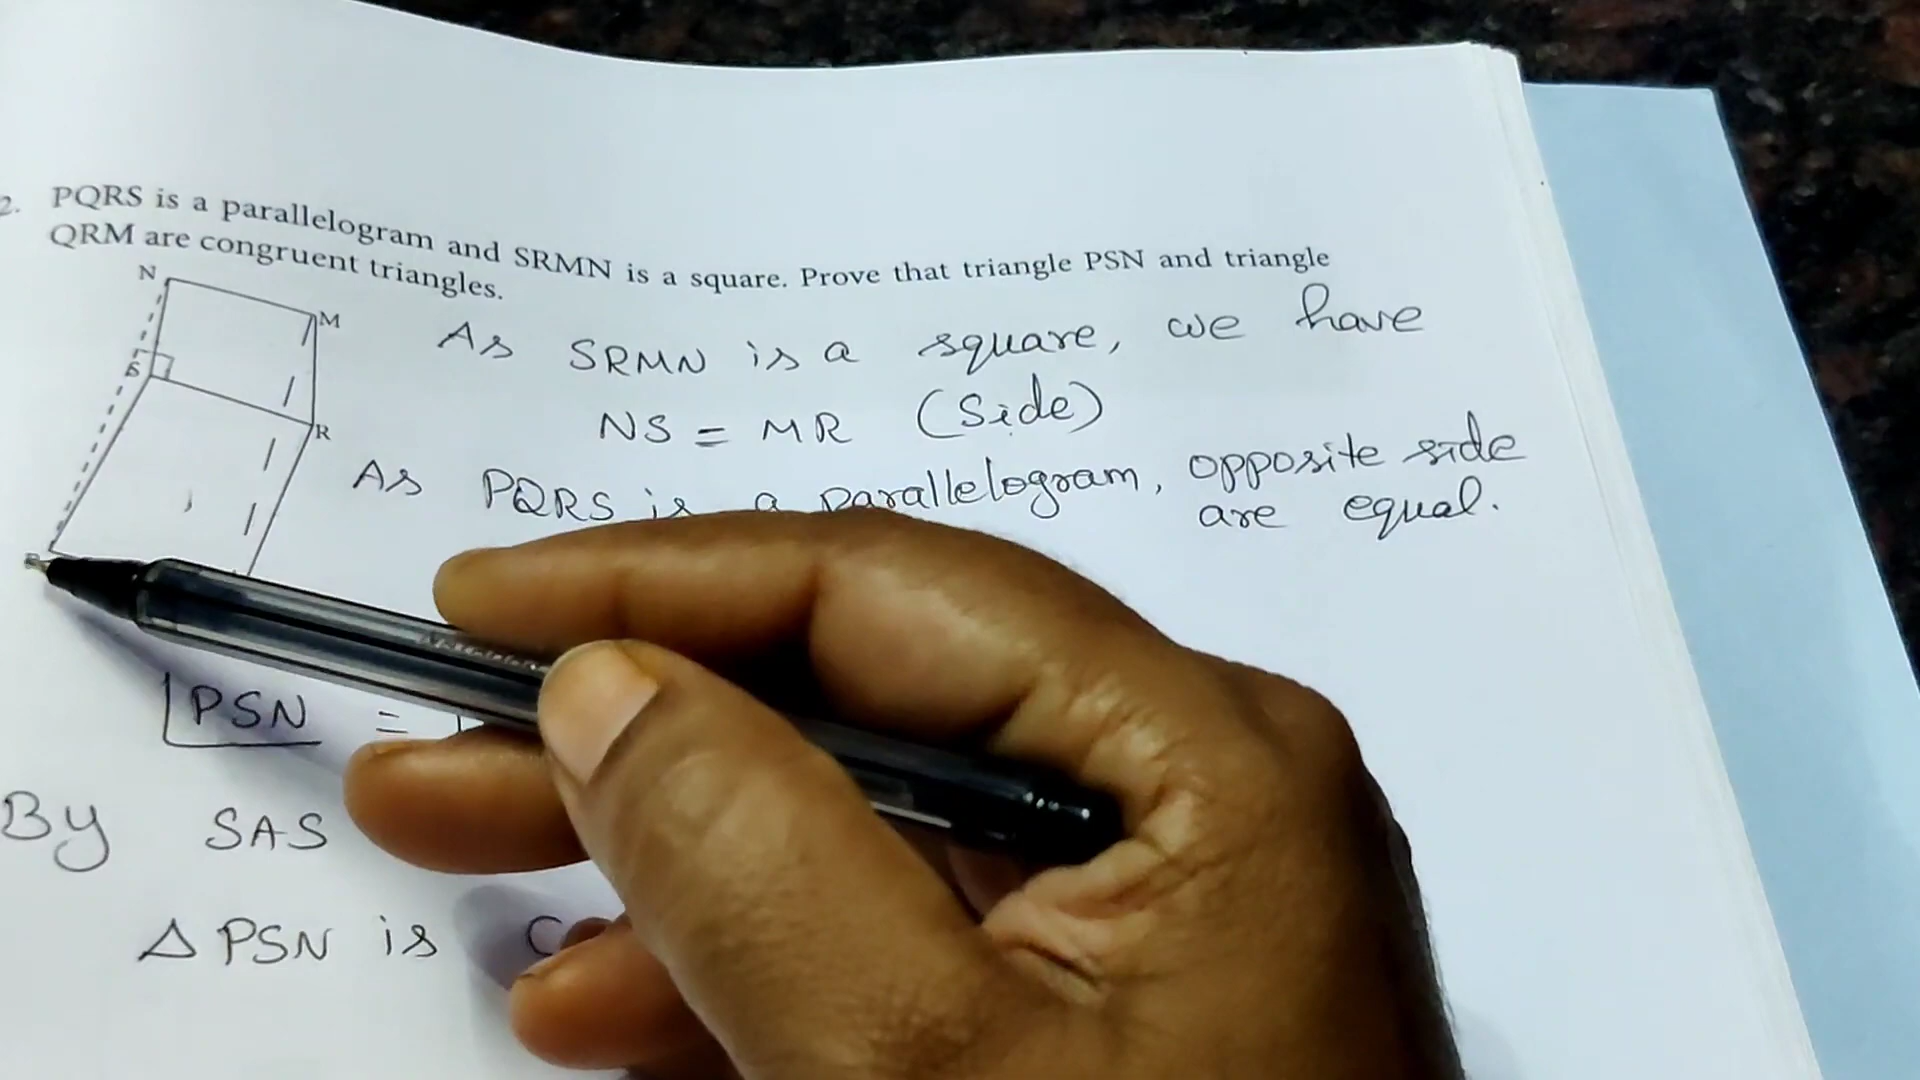 2. PQRS is a parallelogram and SRMN is a square. Prove that triangle PSN and triangle
QRM are congruent triangles.
N
M
S
R
As SRMN is a square, we have
NS = MR (Side)
As PQRS is a parallelogram, opposite side
are equal.
PSN =
By SAS
Δ PSN is